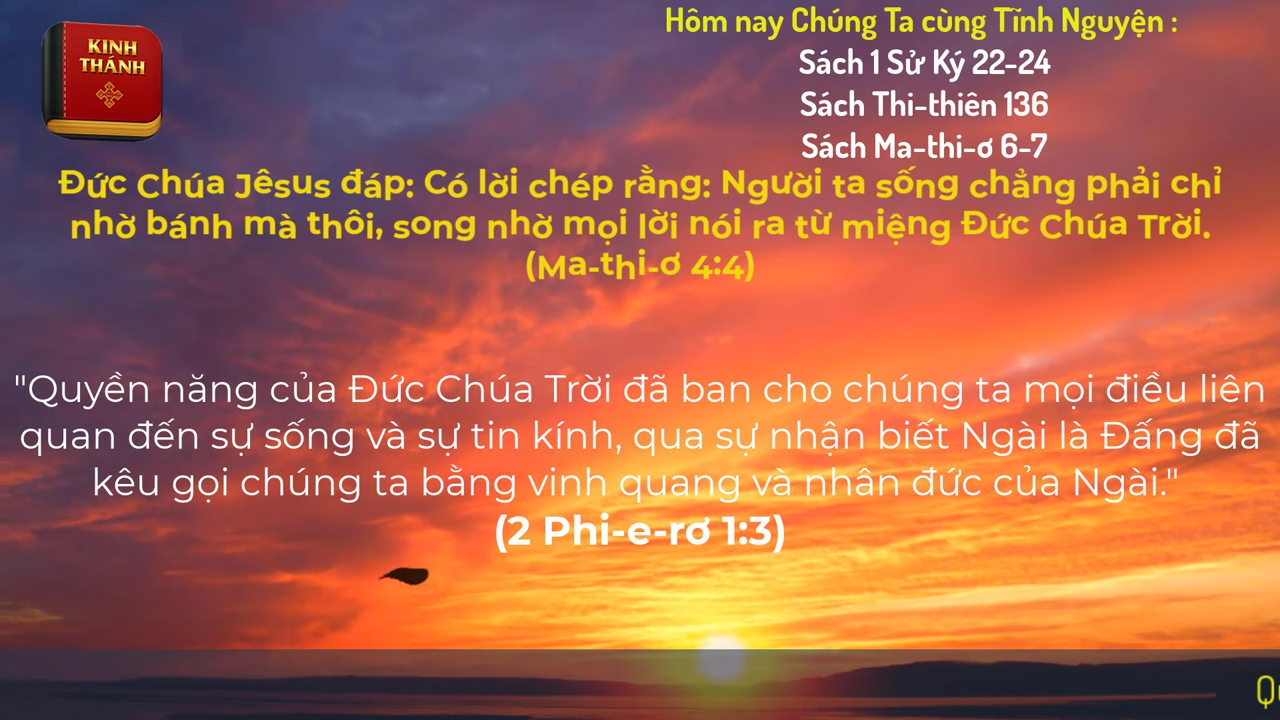 KINH
THÁNH
Hôm nay Chúng Ta cùng Tĩnh Nguyện :
Sách 1 Sử Ký 22-24
Sách Thi-thiên 136
Sách Ma-thi-ơ 6-7
Đức Chúa Jêsus đáp: Có lời chép rằng: Người ta sống chẳng phải chỉ
nhờ bánh mà thôi, song nhờ mọi lời nói ra từ miệng Đức Chúa Trời.
(Ma-thi-ơ 4:4)
"Quyền năng của Đức Chúa Trời đã ban cho chúng ta mọi điều liên
quan đến sự sống và sự tin kính, qua sự nhận biết Ngài là Đấng đã
kêu gọi chúng ta bằng vinh quang và nhân đức của Ngài."
(2 Phi-e-rơ 1:3)